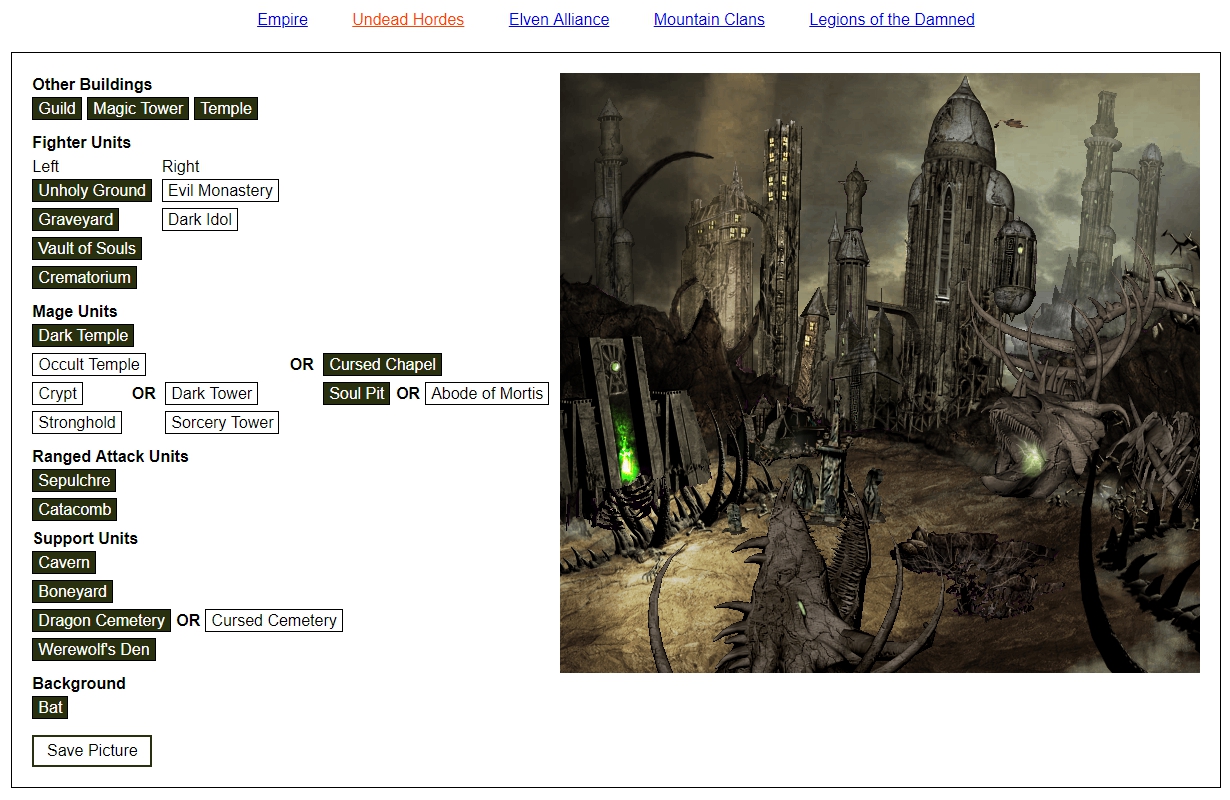 Empire Undead Hordes Elven Alliance Mountain Clans Legions of the Damned
Other Buildings
Guild Magic Tower Temple
Fighter Units
Left Right
Unholy Ground Evil Monastery
Graveyard Dark Idol
Vault of Souls
Crematorium
Mage Units
Dark Temple
Occult Temple OR Cursed Chapel
Crypt OR Dark Tower Soul Pit OR Abode of Mortis
Stronghold Sorcery Tower
Ranged Attack Units
Sepulchre
Catacomb
Support Units
Cavern
Boneyard
Dragon Cemetery OR Cursed Cemetery
Werewolf's Den
Background
Bat
Save Picture